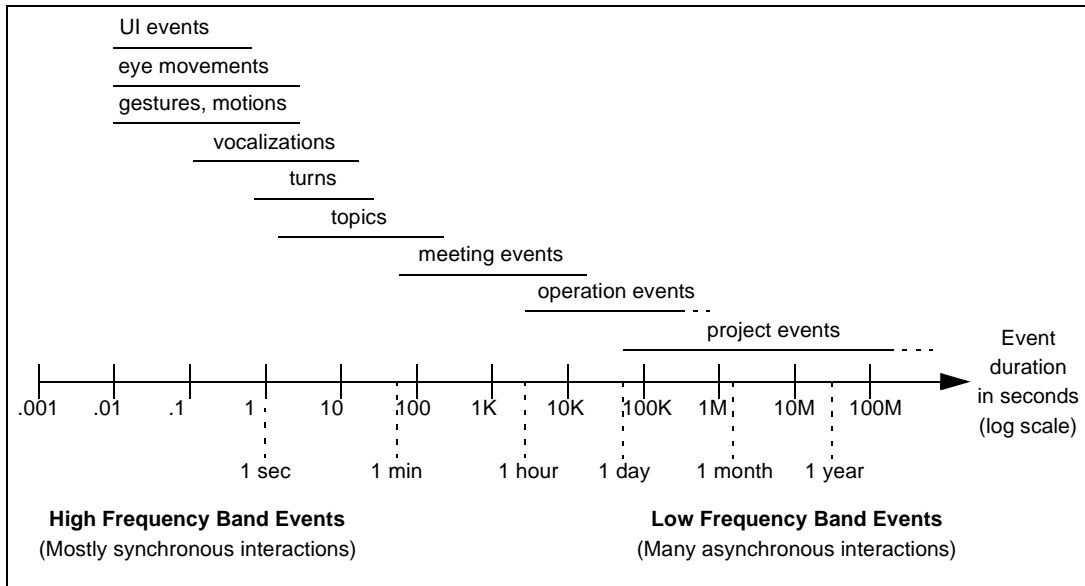 UI events
eye movements
gestures, motions
vocalizations
turns
topics
meeting events
operation events
project events
Event
duration
in seconds
(log scale)
.001 .01 .1 1 10 100 1K 10K 100K 1M 10M 100M
1 sec 1 min 1 hour 1 day 1 month 1 year
High Frequency Band Events
(Mostly synchronous interactions)
Low Frequency Band Events
(Many asynchronous interactions)